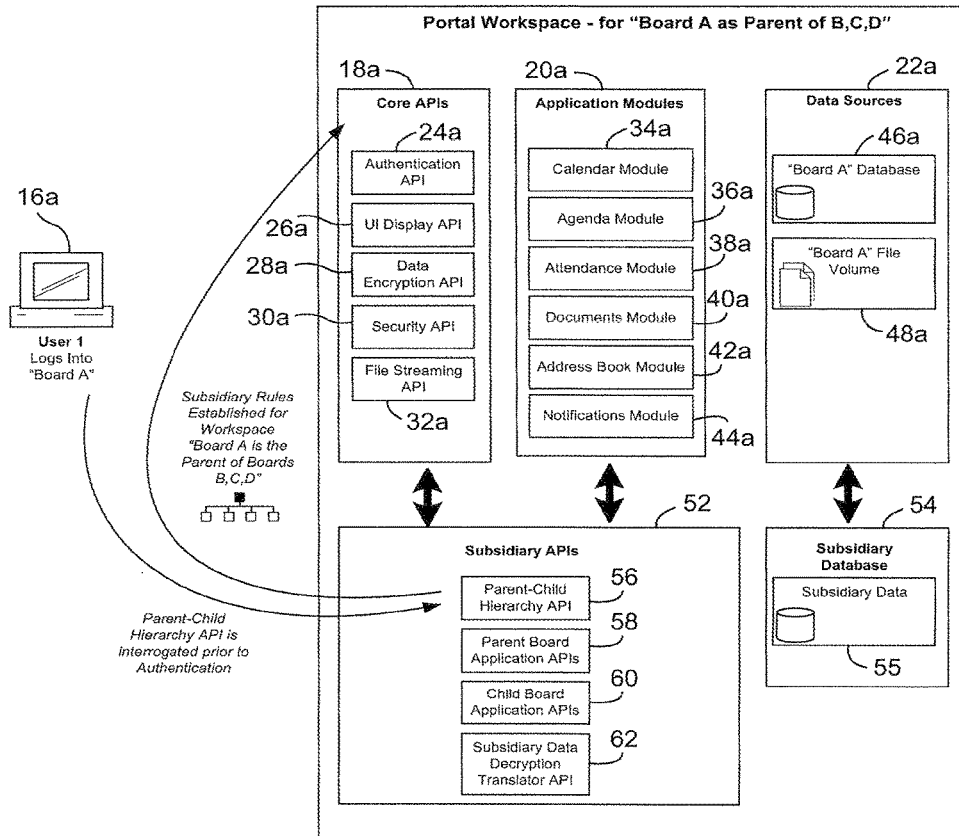 Portal Workspace - for "Board A as Parent of B,C,D"
18a
Core APIs
24a
Authentication
API
26a
UI Display API
28a
Data
Encryption API
30a
Security API
File Streaming
API
32a
20a
Application Modules
34a
Calendar Module
36a
Agenda Module
38a
Attendance Module
40a
Documents Module
42a
Address Book Module
Notifications Module
44a
22a
Data Sources
46a
"Board A" Database
"Board A" File
Volume
48a
16a
User 1
Logs Into
"Board A"
Subsidiary Rules
Established for
Workspace
"Board A is the
Parent of Boards
B,C,D"
Parent-Child
Hierarchy API is
interrogated prior to
Authentication
52
Subsidiary APIs
56
Parent-Child
Hierarchy API
58
Parent Board
Application APIs
60
Child Board
Application APIs
62
Subsidiary Data
Decryption
Translator API
54
Subsidiary
Database
Subsidiary Data
55